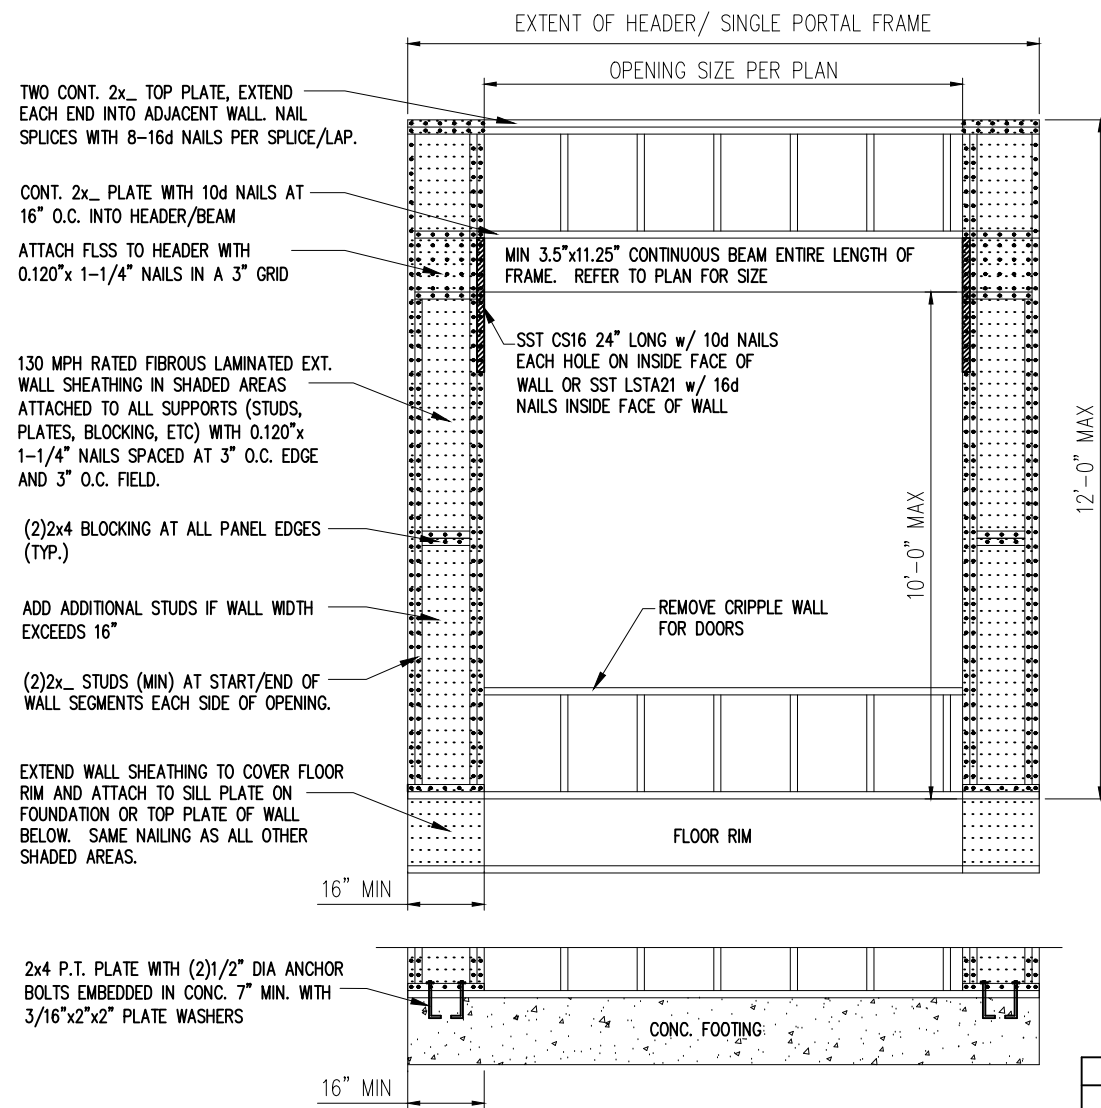 EXTENT OF HEADER/ SINGLE PORTAL FRAME
OPENING SIZE PER PLAN
TWO CONT. 2x_ TOP PLATE, EXTEND
EACH END INTO ADJACENT WALL. NAIL
SPLICES WITH 8-16d NAILS PER SPLICE/LAP.
CONT. 2x_ PLATE WITH 10d NAILS AT
16" O.C. INTO HEADER/BEAM
ATTACH FLSS TO HEADER WITH
0.120"x 1-1/4" NAILS IN A 3" GRID
MIN 3.5"x11.25" CONTINUOUS BEAM ENTIRE LENGTH OF
FRAME. REFER TO PLAN FOR SIZE
SST CS16 24" LONG w/ 10d NAILS
EACH HOLE ON INSIDE FACE OF
WALL OR SST LSTA21 w/ 16d
NAILS INSIDE FACE OF WALL
130 MPH RATED FIBROUS LAMINATED EXT.
WALL SHEATHING IN SHADED AREAS
ATTACHED TO ALL SUPPORTS (STUDS,
PLATES, BLOCKING, ETC) WITH 0.120"x
1-1/4" NAILS SPACED AT 3" O.C. EDGE
AND 3" O.C. FIELD.
12'-0" MAX
10'-0" MAX
(2)2x4 BLOCKING AT ALL PANEL EDGES
(TYP.)
ADD ADDITIONAL STUDS IF WALL WIDTH
EXCEEDS 16"
REMOVE CRIPPLE WALL
FOR DOORS
(2)2x_ STUDS (MIN) AT START/END OF
WALL SEGMENTS EACH SIDE OF OPENING.
EXTEND WALL SHEATHING TO COVER FLOOR
RIM AND ATTACH TO SILL PLATE ON
FOUNDATION OR TOP PLATE OF WALL
BELOW. SAME NAILING AS ALL OTHER
SHADED AREAS.
FLOOR RIM
16" MIN
2x4 P.T. PLATE WITH (2)1/2" DIA ANCHOR
BOLTS EMBEDDED IN CONC. 7" MIN. WITH
3/16"x2"x2" PLATE WASHERS
CONC. FOOTING
16" MIN